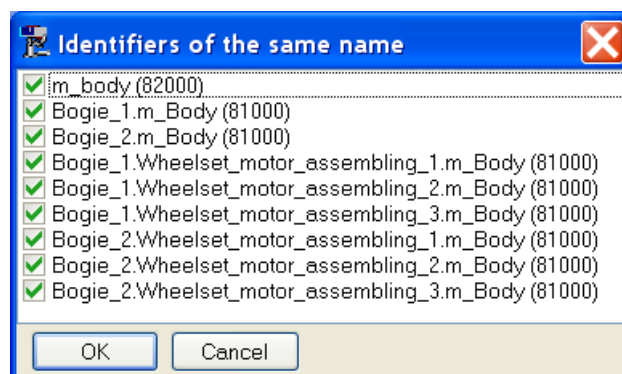 Identifiers of the same name
m_body (82000)
Bogie_1.m_Body (81000)
Bogie_2.m_Body (81000)
Bogie_1.Wheelset_motor_assembling_1.m_Body (81000)
Bogie_1.Wheelset_motor_assembling_2.m_Body (81000)
Bogie_1.Wheelset_motor_assembling_3.m_Body (81000)
Bogie_2.Wheelset_motor_assembling_1.m_Body (81000)
Bogie_2.Wheelset_motor_assembling_2.m_Body (81000)
Bogie_2.Wheelset_motor_assembling_3.m_Body (81000)
OK Cancel